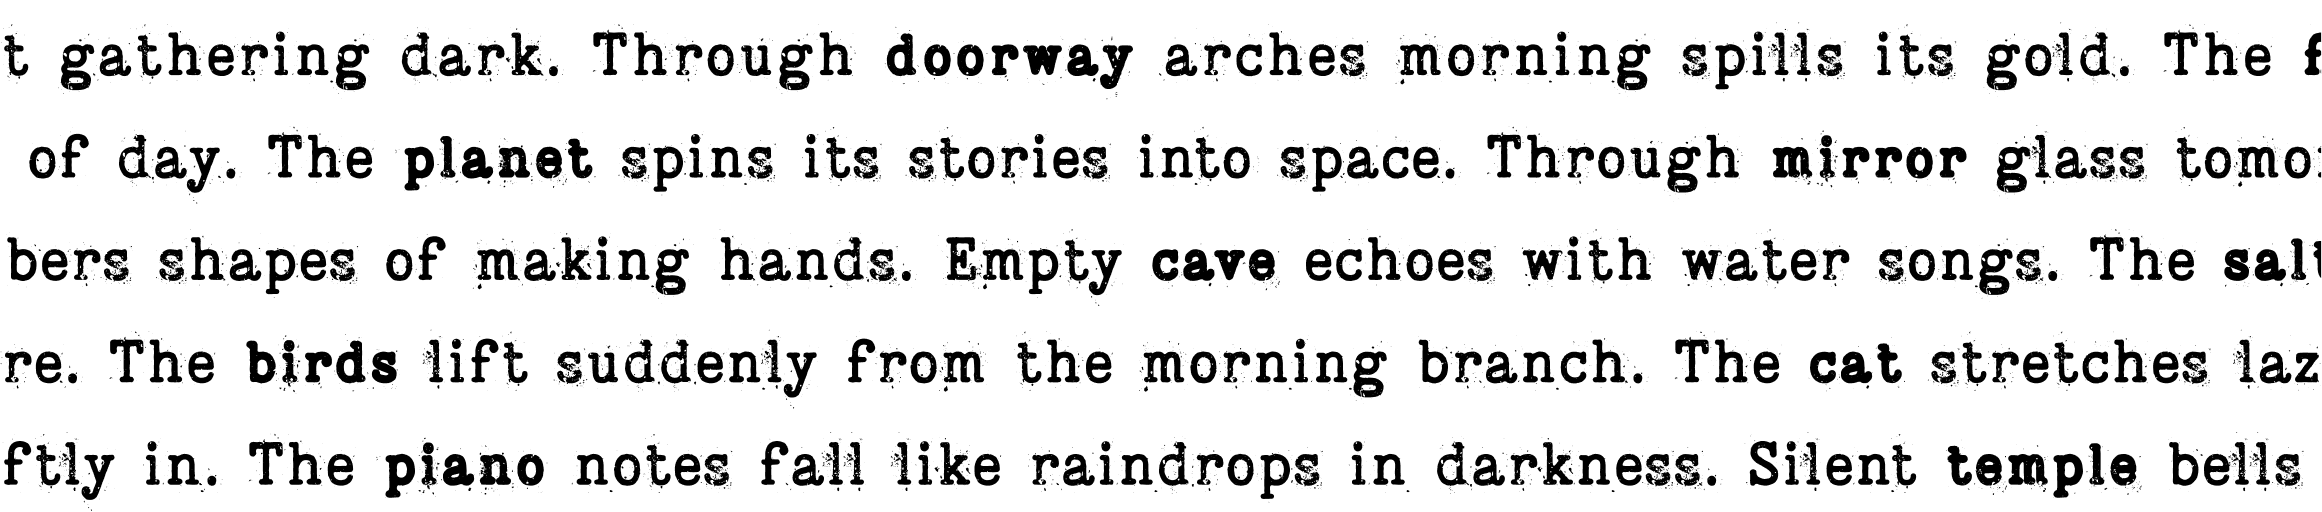 t gathering dark. Through doorway arches morning spills its gold. The f
of day. The planet spins its stories into space. Through mirror glass tomor
bers shapes of making hands. Empty cave echoes with water songs. The salt
re. The birds lift suddenly from the morning branch. The cat stretches laz
ftly in. The piano notes fall like raindrops in darkness. Silent temple bells